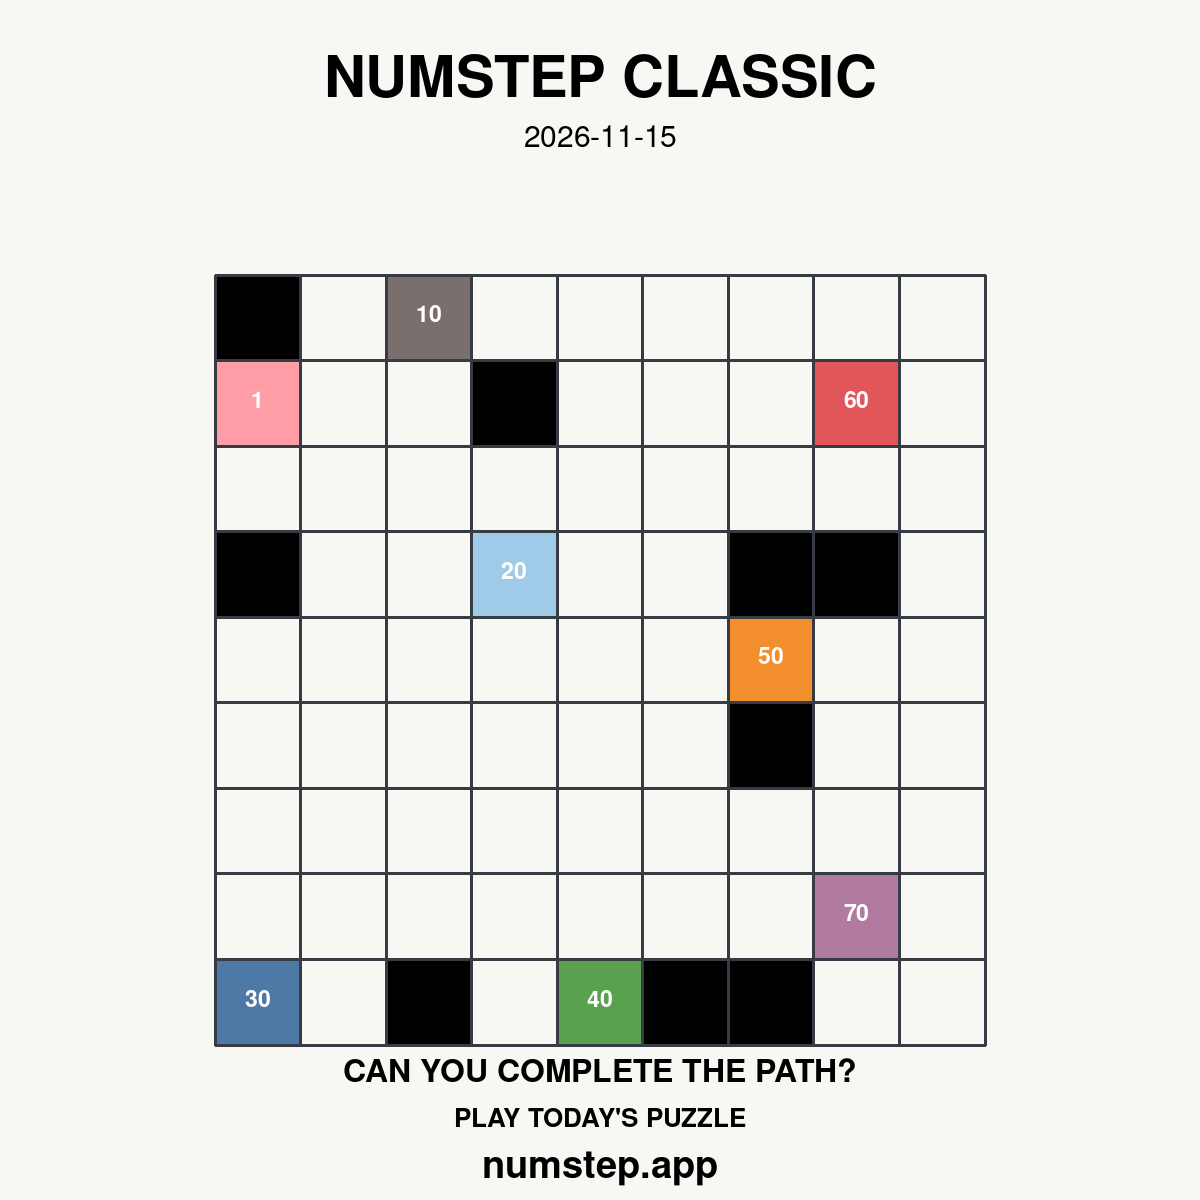 NUMSTEP CLASSIC
2026-11-15
10
1 60
20
50
70
30 40
CAN YOU COMPLETE THE PATH?
PLAY TODAY'S PUZZLE
numstep.app